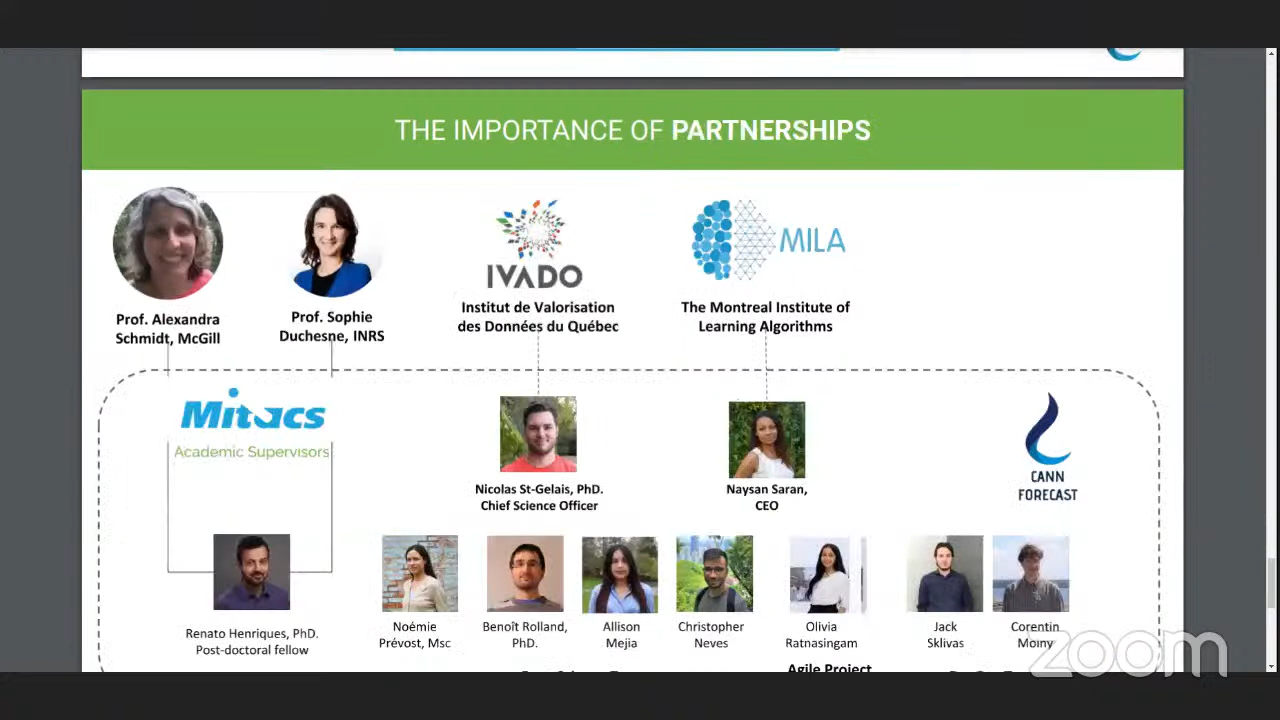 THE IMPORTANCE OF PARTNERSHIPS
Prof. Alexandra
Schmidt, McGill
Prof. Sophie
Duchesne, INRS
IVADO
Institut de Valorisation
des Données du Québec
MILA
The Montreal Institute of
Learning Algorithms
Mitacs
Academic Supervisors
Nicolas St-Gelais, PhD.
Chief Science Officer
Naysan Saran,
CEO
CANN
FORECAST
Renato Henriques, PhD.
Post-doctoral fellow
Noémie
Prévost, Msc
Benoît Rolland,
PhD.
Allison
Mejia
Christopher
Neves
Olivia
Ratnasingam
Agile Project
Jack
Sklivas
Corentin
zoom